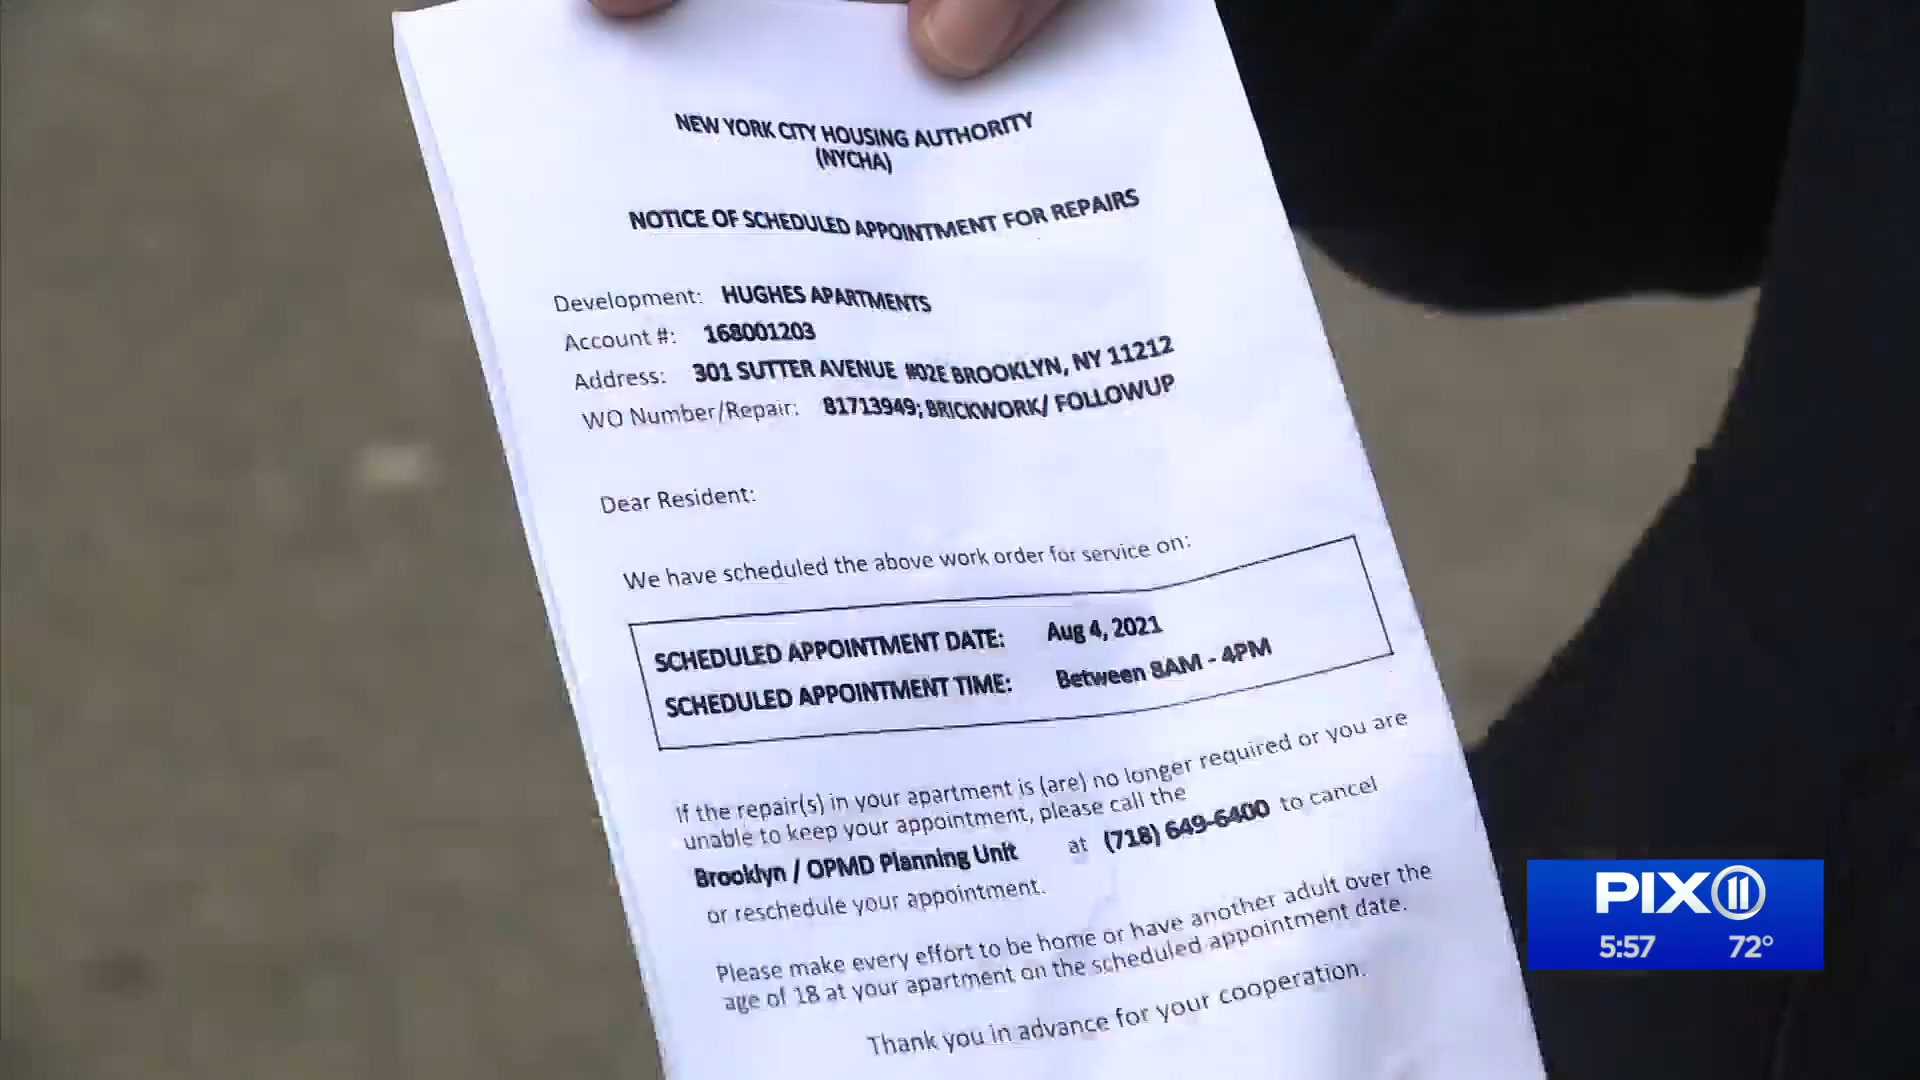 NEW YORK CITY HOUSING AUTHORITY
(NYCHA)
NOTICE OF SCHEDULED APPOINTMENT FOR REPAIRS
Development: HUGHES APARTMENTS
Account #: 168001203
Address: 301 SUTTER AVENUE #02E BROOKLYN, NY 11212
WO Number/Repair: 81713949; BRICKWORK/ FOLLOWUP
Dear Resident:
We have scheduled the above work order for service on:
SCHEDULED APPOINTMENT DATE: Aug 4, 2021
SCHEDULED APPOINTMENT TIME: Between 8AM - 4PM
If the repair(s) in your apartment is (are) no longer required or you are
unable to keep your appointment, please call the
Brooklyn / OPMD Planning Unit at (718) 649-6400 to cancel
or reschedule your appointment.
Please make every effort to be home or have another adult over the
age of 18 at your apartment on the scheduled appointment date.
Thank you in advance for your cooperation.
PIX 11
5:57 72°